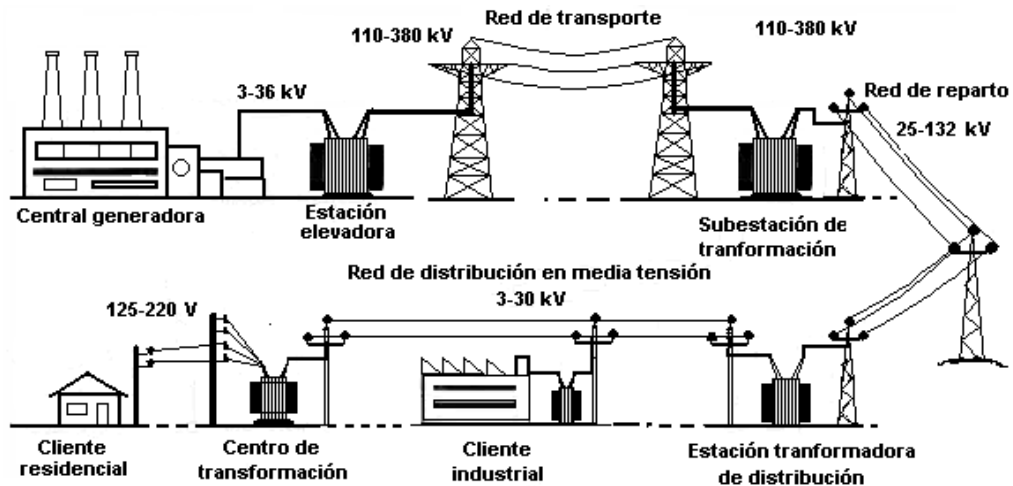 Red de transporte
110-380 kV
110-380 kV
3-36 kV
Red de reparto
25-132 kV
Central generadora
Estación
elevadora
Subestación de
tranformación
Red de distribución en media tensión
3-30 kV
125-220 V
Cliente
residencial
Centro de
transformación
Cliente
industrial
Estación tranformadora
de distribución